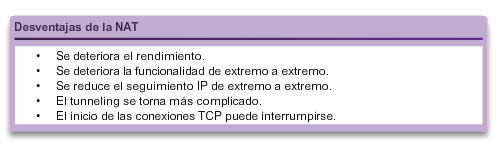 Desventajas de la NAT
• Se deteriora el rendimiento.
• Se deteriora la funcionalidad de extremo a extremo.
• Se reduce el seguimiento IP de extremo a extremo.
• El tunneling se torna más complicado.
• El inicio de las conexiones TCP puede interrumpirse.